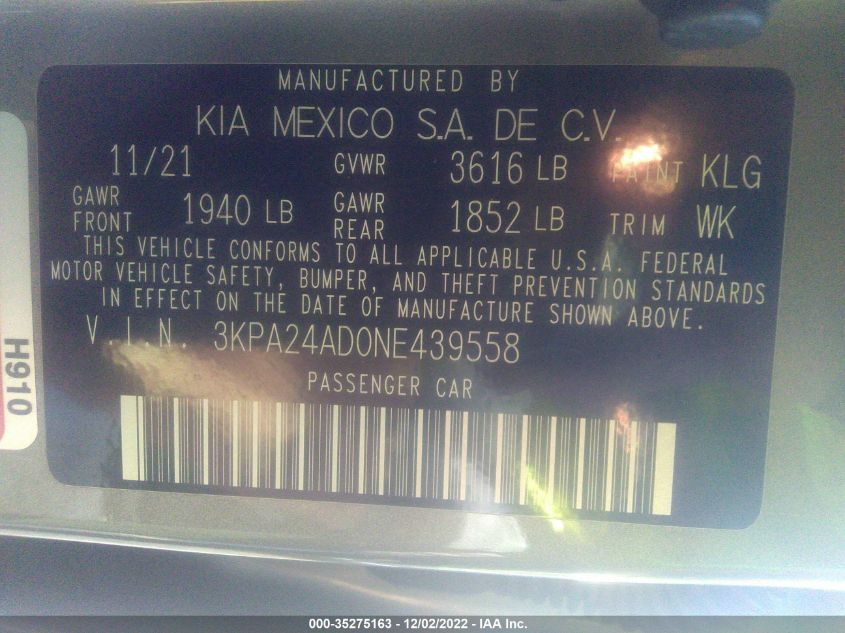 MANUFACTURED BY
KIA MEXICO S.A. DE C.V.
11/21 GVWR 3616 LB PAINT KLG
GAWR FRONT 1940 LB GAWR REAR 1852 LB TRIM WK
THIS VEHICLE CONFORMS TO ALL APPLICABLE U.S.A. FEDERAL
MOTOR VEHICLE SAFETY, BUMPER, AND THEFT PREVENTION STANDARDS
IN EFFECT ON THE DATE OF MANUFACTURE SHOWN ABOVE.
V.I.N. 3KPA24AD0NE439558
PASSENGER CAR
H910
000-35275163 - 12/02/2022 - IAA Inc.